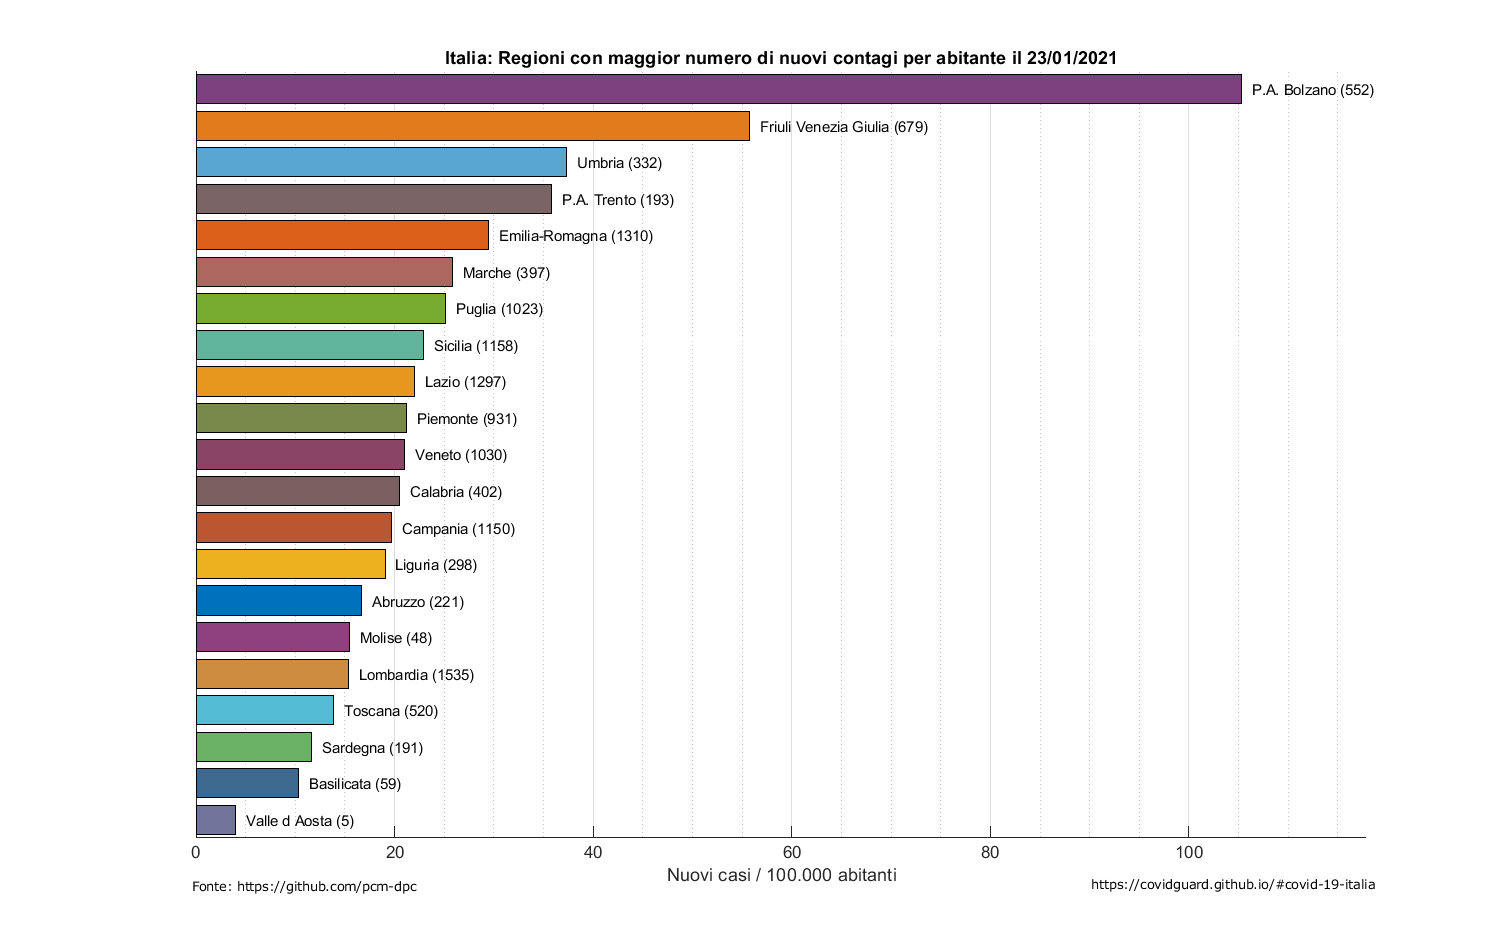 Italia: Regioni con maggior numero di nuovi contagi per abitante il 23/01/2021
P.A. Bolzano (552)
Friuli Venezia Giulia (679)
Umbria (332)
P.A. Trento (193)
Emilia-Romagna (1310)
Marche (397)
Puglia (1023)
Sicilia (1158)
Lazio (1297)
Piemonte (931)
Veneto (1030)
Calabria (402)
Campania (1150)
Liguria (298)
Abruzzo (221)
Molise (48)
Lombardia (1535)
Toscana (520)
Sardegna (191)
Basilicata (59)
Valle d Aosta (5)
0 20 40 60 80 100
Nuovi casi / 100.000 abitanti
Fonte: https://github.com/pcm-dpc
https://covidguard.github.io/#covid-19-italia